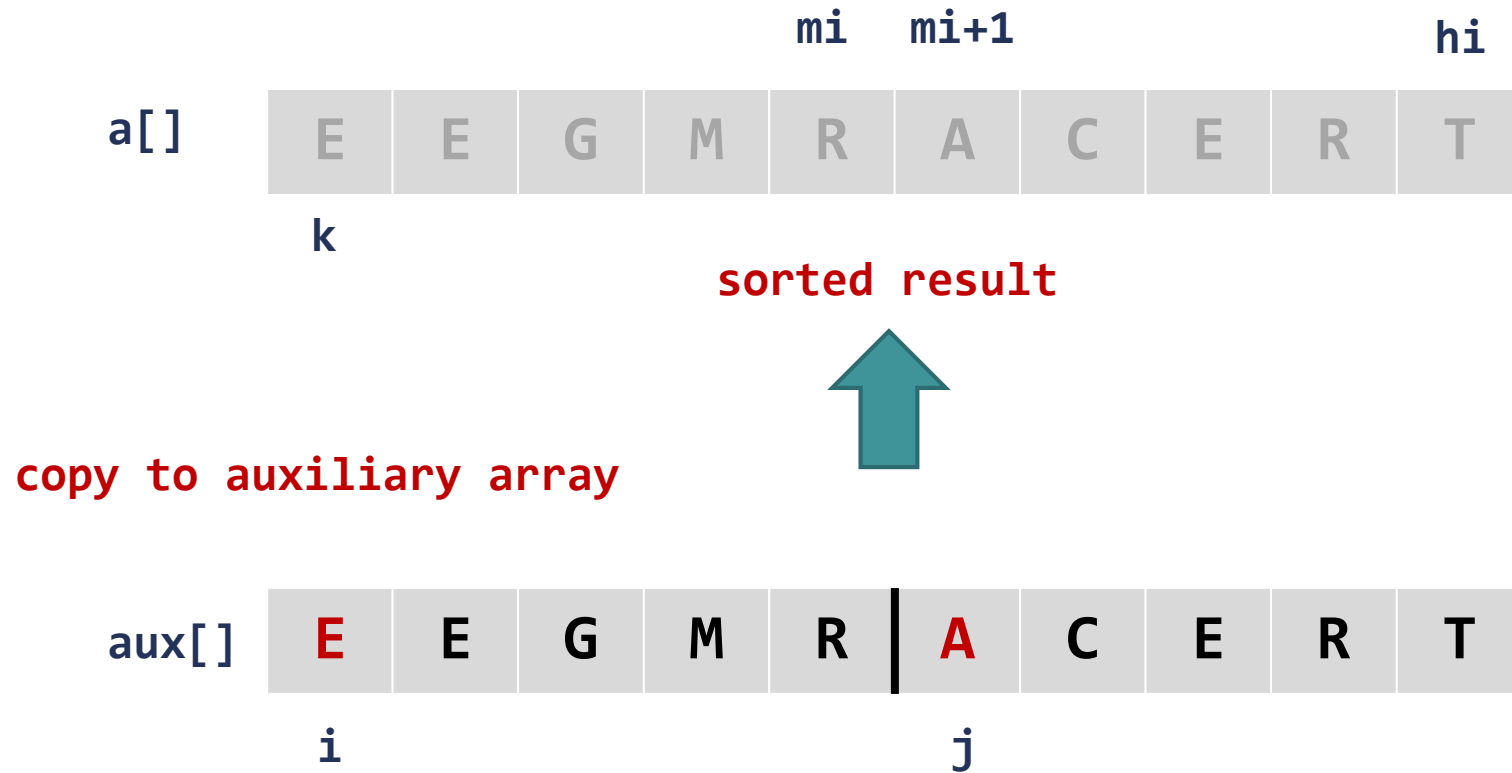 mi mi+1 hi
a[] E E G M R A C E R T
k
sorted result
copy to auxiliary array
aux[] E E G M R A C E R T
i j